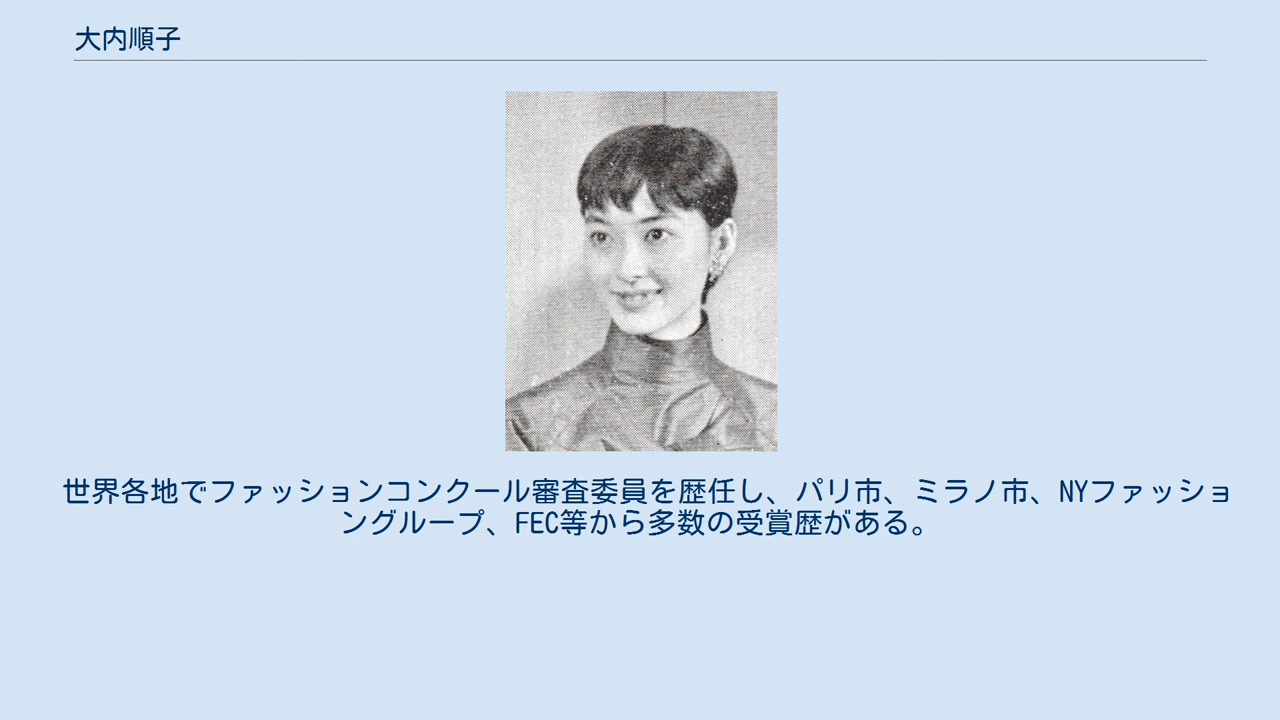 大内順子
世界各地でファッションコンクール審査委員を歴任し、パリ市、ミラノ市、NYファッショ
ングループ、FEC等から多数の受賞歴がある。